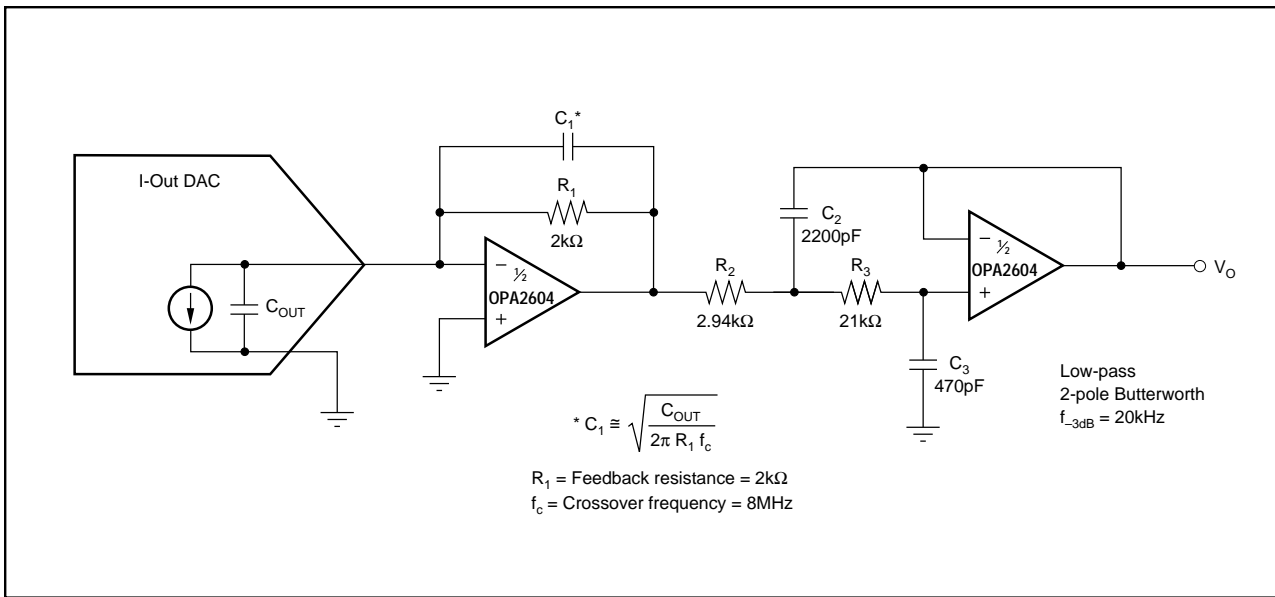 C1*
I-Out DAC
R1
2kΩ
C2
2200pF
–
½
OPA2604
+
R2
2.94kΩ
R3
21kΩ
–
½
OPA2604
+
VO
COUT
C3
470pF
Low-pass
2-pole Butterworth
f–3dB = 20kHz
* C1 ≅ √ COUT
2π R1 fc
R1 = Feedback resistance = 2kΩ
fc = Crossover frequency = 8MHz